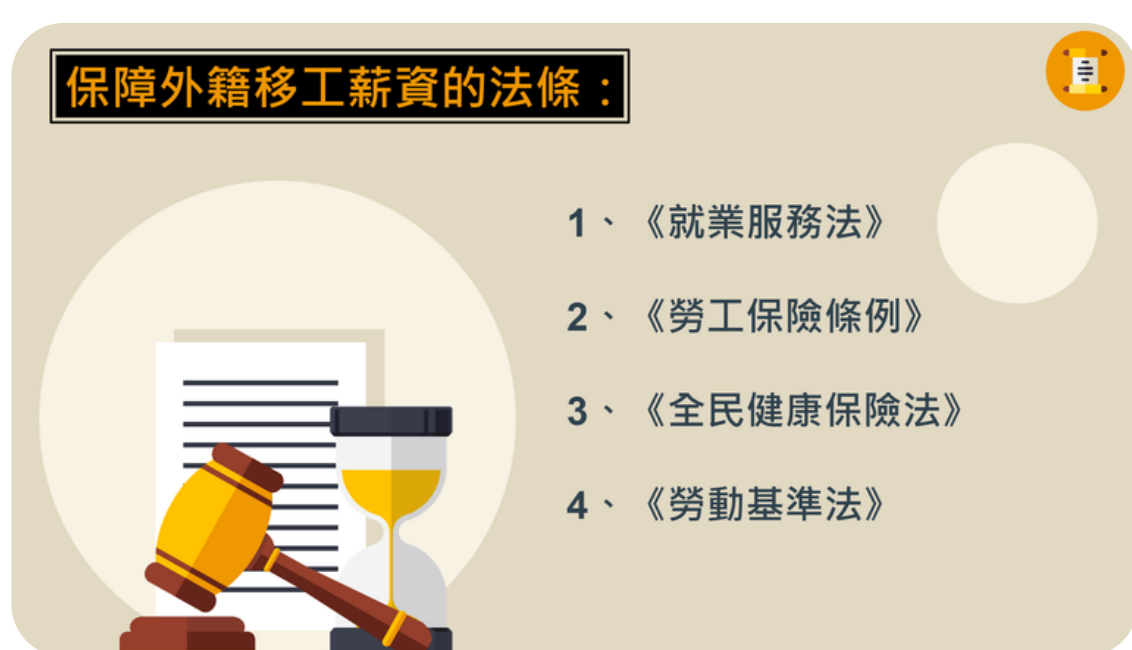 保障外籍移工薪資的法條：
1、《就業服務法》
2、《勞工保險條例》
3、《全民健康保險法》
4、《勞動基準法》